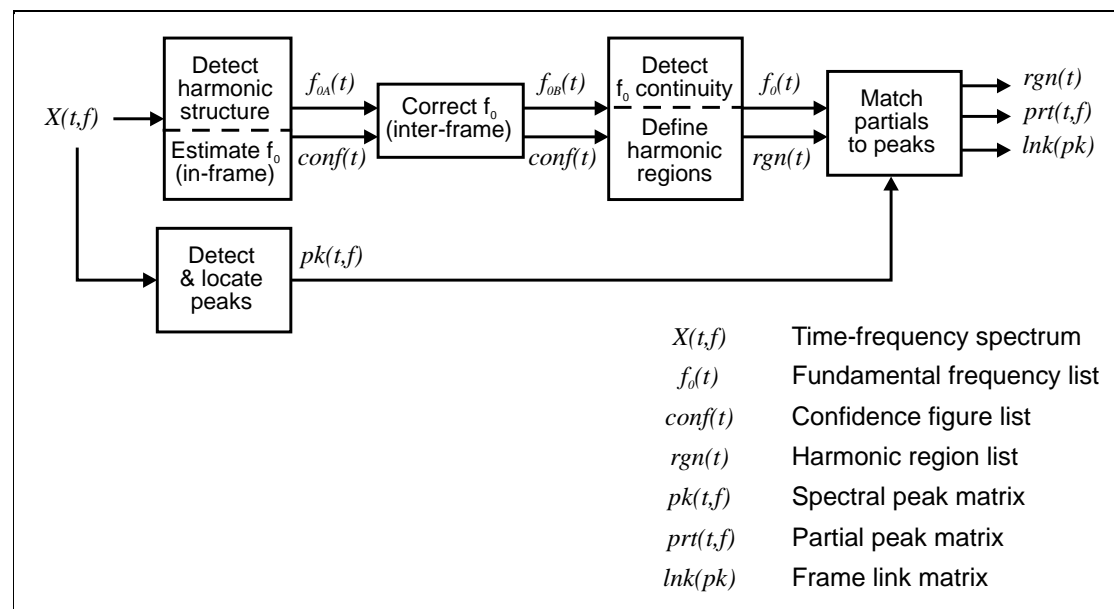 X(t,f)
Detect
harmonic
structure
Estimate f₀
(in-frame)
f₀A(t)
conf(t)
Correct f₀
(inter-frame)
f₀B(t)
conf(t)
Detect
f₀ continuity
Define
harmonic
regions
f₀(t)
rgn(t)
Match
partials
to peaks
rgn(t)
prt(t,f)
lnk(pk)
Detect
& locate
peaks
pk(t,f)
X(t,f) Time-frequency spectrum
f₀(t) Fundamental frequency list
conf(t) Confidence figure list
rgn(t) Harmonic region list
pk(t,f) Spectral peak matrix
prt(t,f) Partial peak matrix
lnk(pk) Frame link matrix